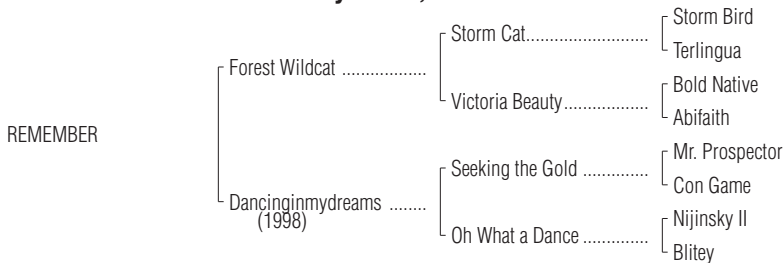 Storm Bird
Storm Cat..........................
Terlingua
Forest Wildcat ..................
Bold Native
Victoria Beauty..................
Abifaith
REMEMBER
Mr. Prospector
Seeking the Gold ..............
Con Game
Dancinginmydreams ........
(1998)
Nijinsky II
Oh What a Dance ..............
Blitey